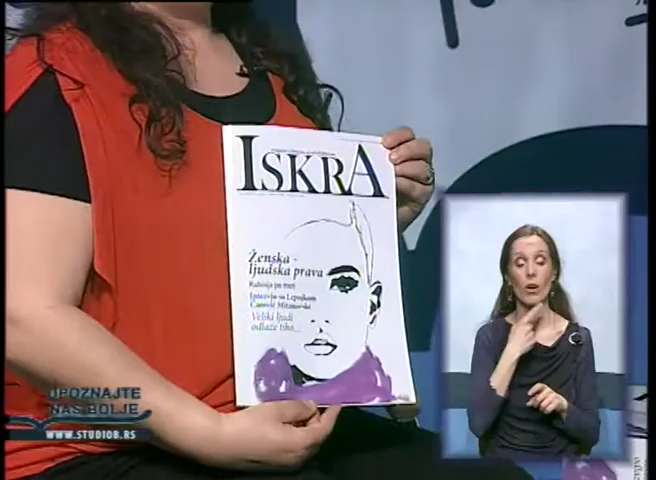 ISKRA
Ženska -
ljudska prava
Intervju sa Lepojkom
Čarević Mitanovski
Veliki ljudi
odlaze tiho...
UPOZNAJTE
NAS BOLJE
WWW.STUDIOB.RS